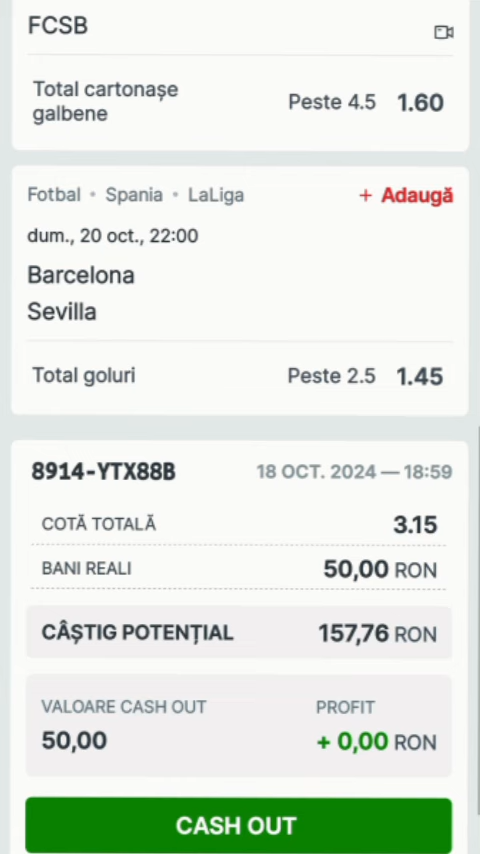 FCSB
Total cartonașe
galbene
Peste 4.5 1.60
Fotbal • Spania • LaLiga + Adaugă
dum., 20 oct., 22:00
Barcelona
Sevilla
Total goluri Peste 2.5 1.45
8914-YTX88B 18 OCT. 2024 — 18:59
COTĂ TOTALĂ 3.15
BANI REALI 50,00 RON
CÂȘTIG POTENȚIAL 157,76 RON
VALOARE CASH OUT PROFIT
50,00 + 0,00 RON
CASH OUT